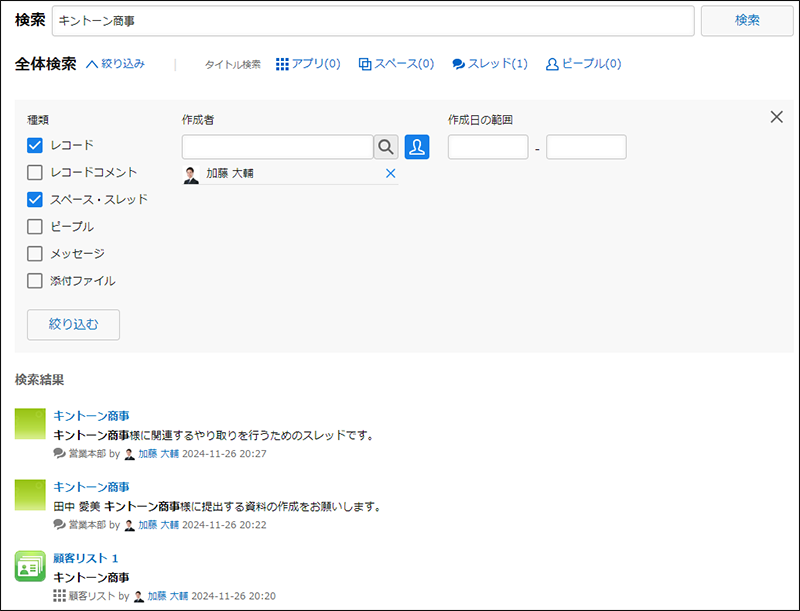 検索 キントーン商事 検索
全体検索 絞り込み タイトル検索 アプリ(0) スペース(0) スレッド(1) ピープル(0)
種類 作成者 作成日の範囲
レコード
-
レコードコメント 加藤 大輔
スペース・スレッド
ピープル
メッセージ
添付ファイル
絞り込む
検索結果
キントーン商事
キントーン商事様に関連するやり取りを行うためのスレッドです。
営業本部 by 加藤 大輔 2024-11-26 20:27
キントーン商事
田中 愛美 キントーン商事様に提出する資料の作成をお願いします。
営業本部 by 加藤 大輔 2024-11-26 20:22
顧客リスト 1
キントーン商事
顧客リスト by 加藤 大輔 2024-11-26 20:20